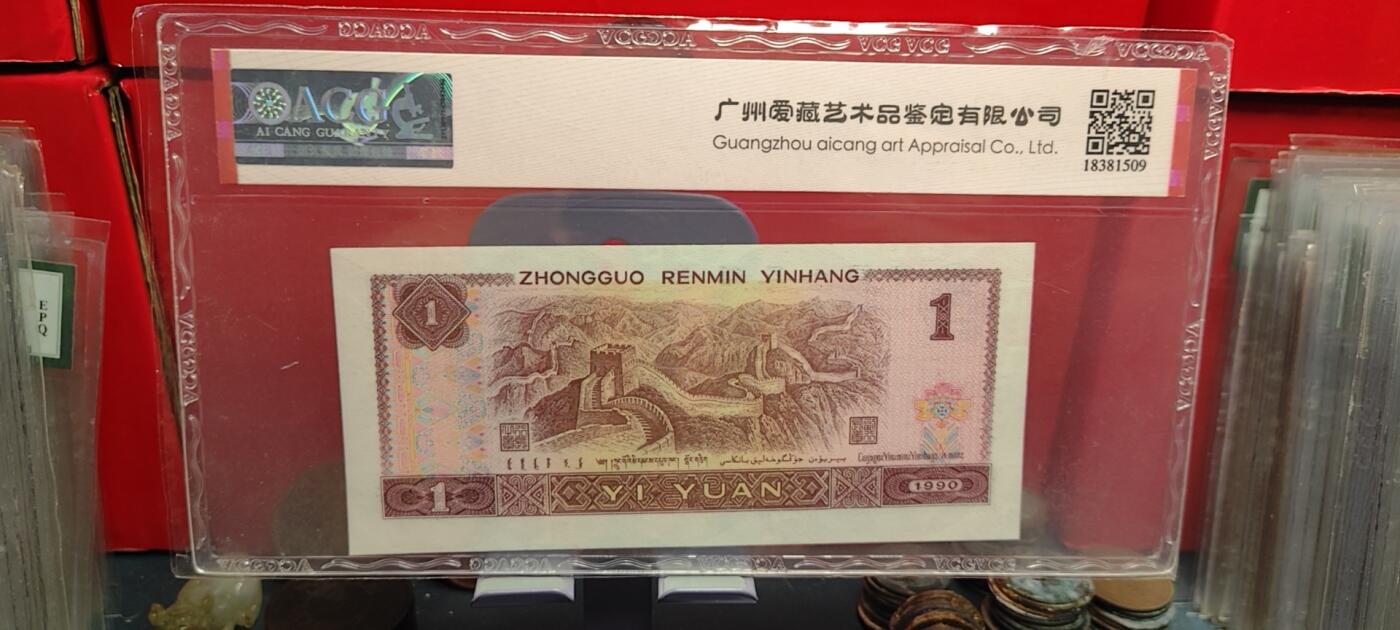 ACG
AI CANG GUARANTY
广州爱藏艺术品鉴定有限公司
Guangzhou aicang art Appraisal Co., Ltd.
18381509
ZHONGGUO RENMIN YINHANG
1
1
1
YI YUAN
1990
E
P
Q